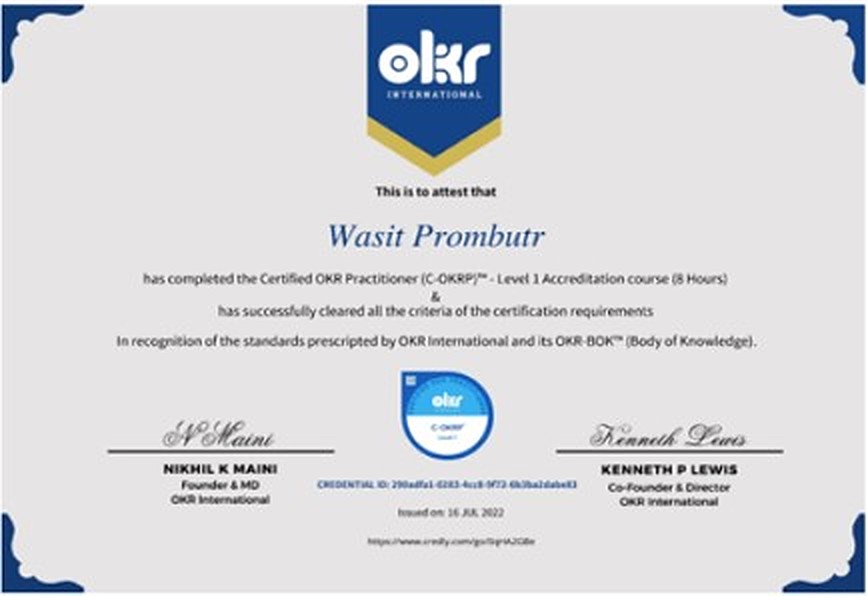 okr
INTERNATIONAL
This is to attest that
Wasit Prombutr
has completed the Certified OKR Practitioner (C-OKRP)™ - Level 1 Accreditation course (8 Hours)
&
has successfully cleared all the criteria of the certification requirements
In recognition of the standards prescripted by OKR International and its OKR-BOK™ (Body of Knowledge).
okr
C-OKRP™
N Maini
Kenneth Lewis
NIKHIL K MAINI
Founder & MD
OKR International
KENNETH P LEWIS
Co-Founder & Director
OKR International
CREDENTIAL ID:
Issued on: 16 JUL 2022